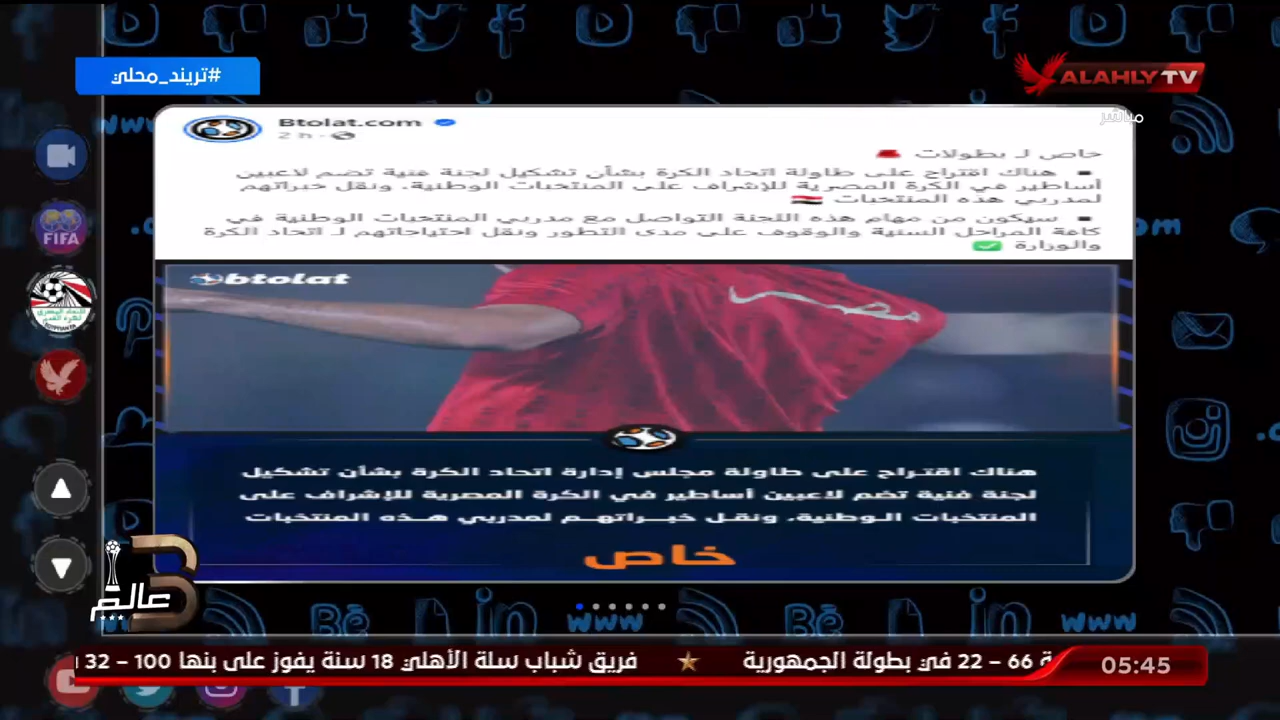 #تريند_محلي
ALAHLY TV
مباشر
Btolat.com
2 h
خاص لـ بطولات
هناك اقتراح على طاولة اتحاد الكرة بشأن تشكيل لجنة فنية تضم لاعبين
أساطير في الكرة المصرية للإشراف على المنتخبات الوطنية، ونقل خبراتهم
لمدربي هذه المنتخبات
سيكون من مهام هذه اللجنة التواصل مع مدربي المنتخبات الوطنية في
كافة المراحل السنية والوقوف على مدى التطور ونقل احتياجاتهم لـ اتحاد الكرة
والوزارة
btolat
مصر
FIFA
هناك اقتراح على طاولة مجلس إدارة اتحاد الكرة بشأن تشكيل
لجنة فنية تضم لاعبين أساطير في الكرة المصرية للإشراف على
المنتخبات الوطنية، ونقل خبراتهم لمدربي هذه المنتخبات
خاص
عالم
ة 66 – 22 في بطولة الجمهورية ★ فريق شباب سلة الأهلي 18 سنة يفوز على بنها 100 – 32
05:45